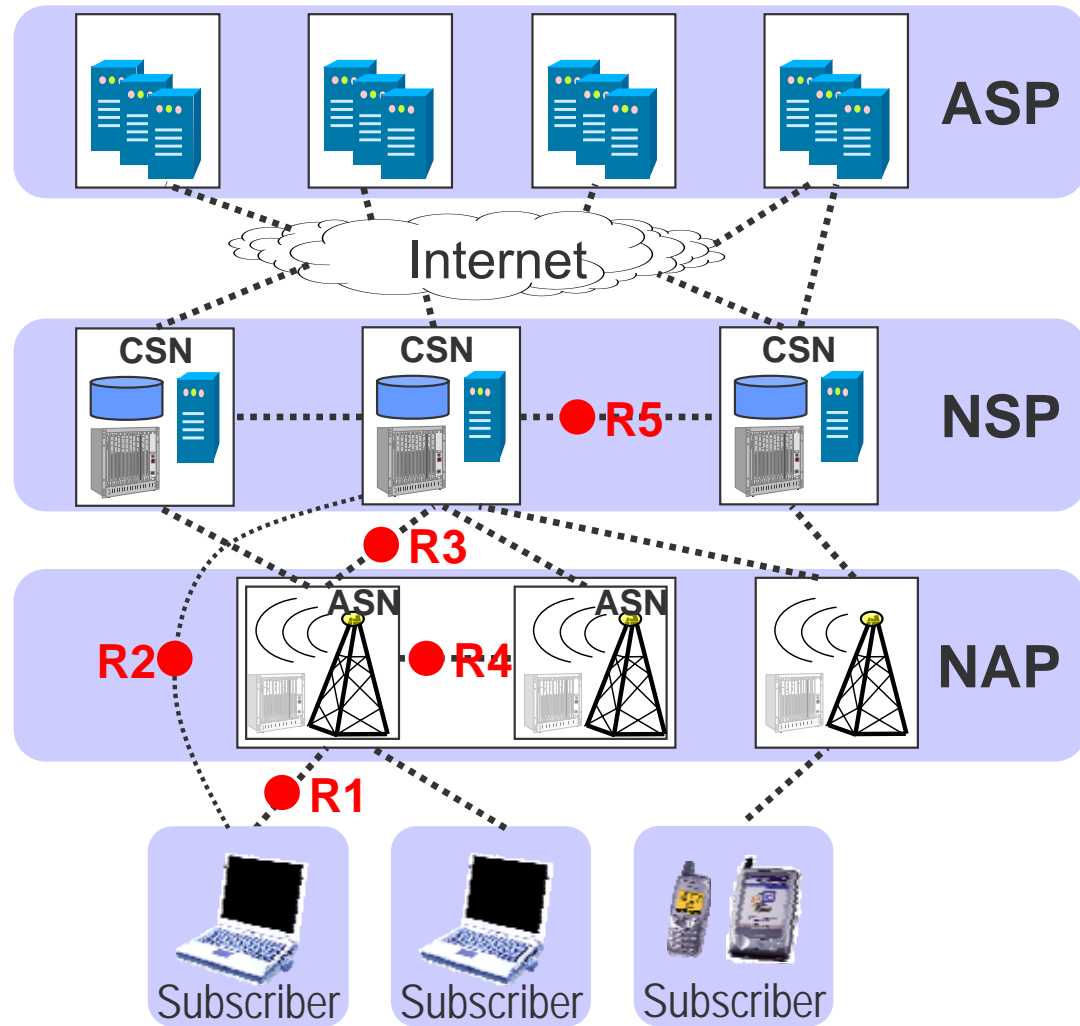 ASP
Internet
CSN
CSN
CSN
R5
NSP
R3
ASN
ASN
R2
R4
NAP
R1
Subscriber
Subscriber
Subscriber